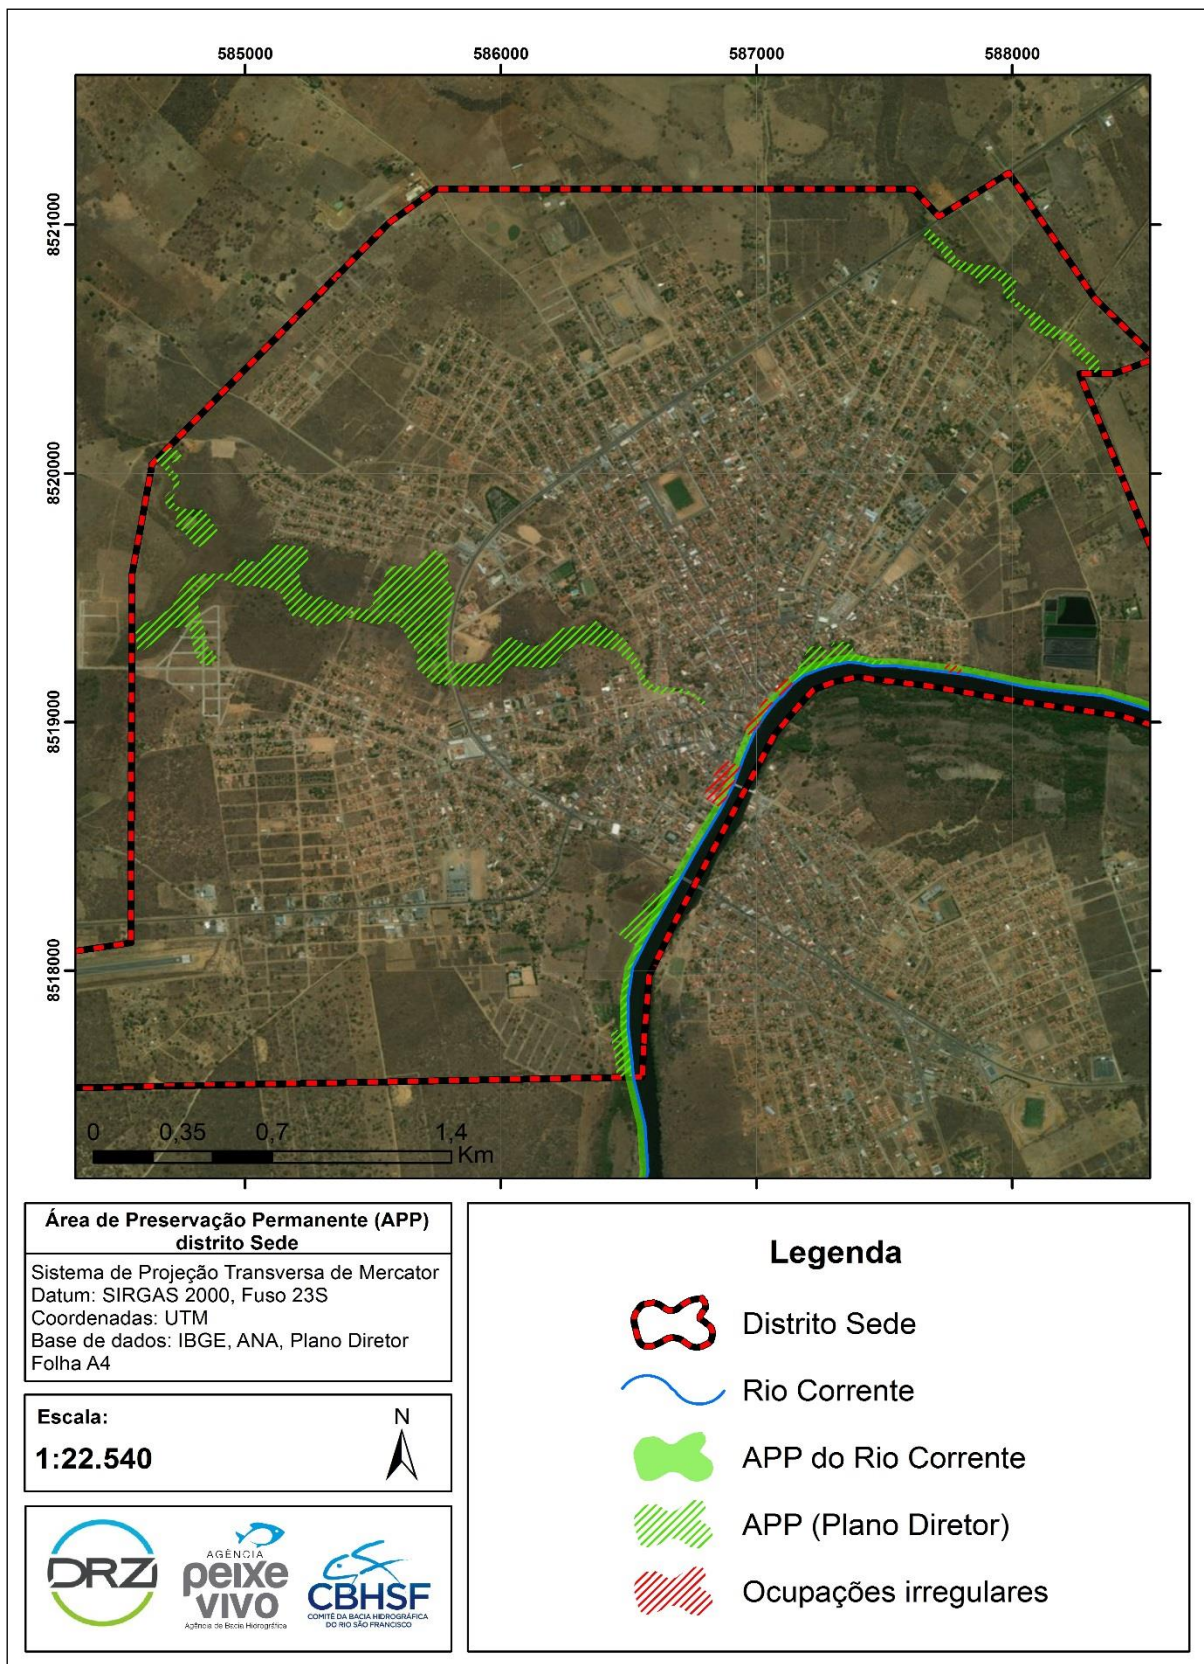 585000 586000 587000 588000
8521000
8520000
8519000
8518000
0 0,35 0,7 1,4
Km
Área de Preservação Permanente (APP)
distrito Sede
Sistema de Projeção Transversa de Mercator
Datum: SIRGAS 2000, Fuso 23S
Coordenadas: UTM
Base de dados: IBGE, ANA, Plano Diretor
Folha A4
Escala:
1:22.540
N
DRZ
AGÊNCIA
peixe
vivo
Agência de Bacia Hidrográfica
CBHSF
COMITÊ DA BACIA HIDROGRÁFICA
DO RIO SÃO FRANCISCO
Legenda
Distrito Sede
Rio Corrente
APP do Rio Corrente
APP (Plano Diretor)
Ocupações irregulares